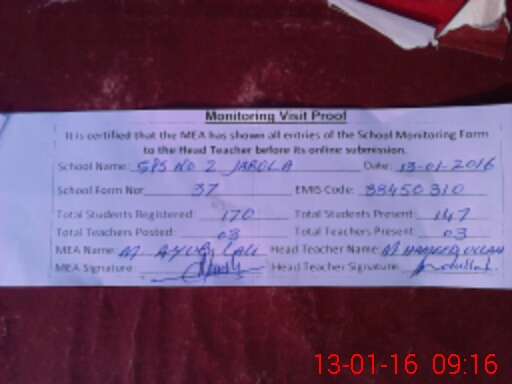 Monitoring Visit Proof
It is certified that the MEA has shown all entries of the School Monitoring Form
to the Head Teacher before its online submission.
School Name: GPS NO 2 JABOLA Date: 13-01-2016
School Form No: 37 EMIS Code: 38450310
Total Students Registered: 170 Total Students Present: 147
Total Teachers Posted: 03 Total Teachers Present: 03
MEA Name: M. AYUB Head Teacher Name: M HAMEED ULLAH
MEA Signature: Head Teacher Signature:
13-01-16 09:16